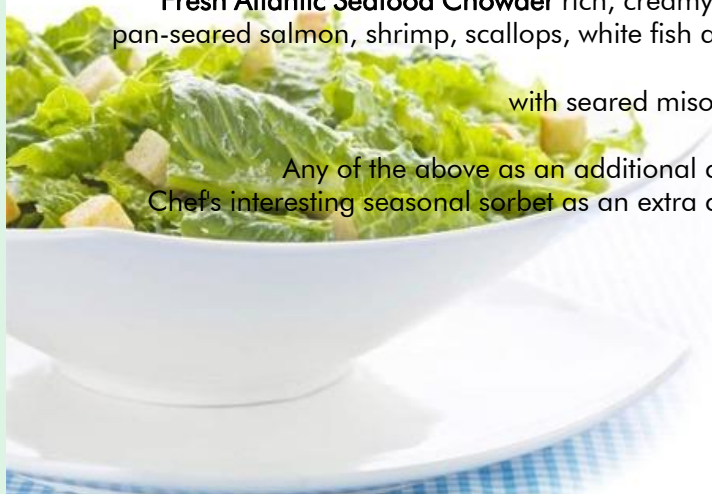 Fresh Atlantic Seafood Chowder rich, creamy
pan-seared salmon, shrimp, scallops, white fish
with seared miso
Any of the above as an additional
Chef's interesting seasonal sorbet as an extra